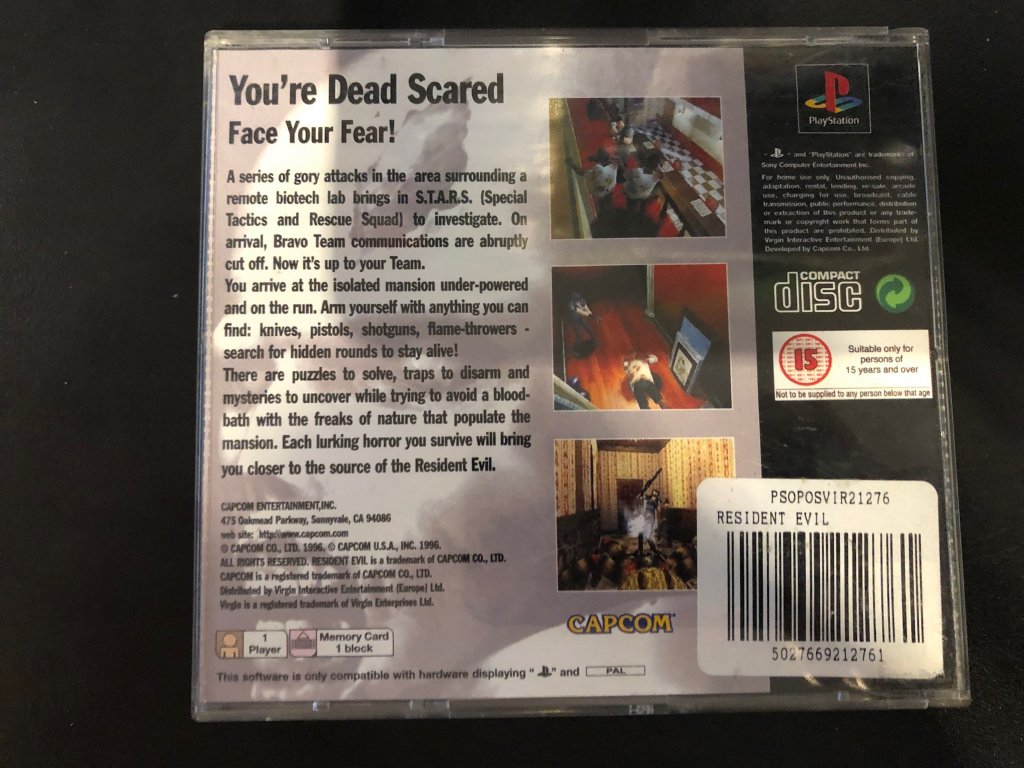 You're Dead Scared
Face Your Fear!
A series of gory attacks in the area surrounding a
remote biotech lab brings in S.T.A.R.S. (Special
Tactics and Rescue Squad) to investigate. On
arrival, Bravo Team communications are abruptly
cut off. Now it's up to your Team.
You arrive at the isolated mansion under-powered
and on the run. Arm yourself with anything you can
find: knives, pistols, shotguns, flame-throwers -
search for hidden rounds to stay alive!
There are puzzles to solve, traps to disarm and
mysteries to uncover while trying to avoid a blood-
bath with the freaks of nature that populate the
mansion. Each lurking horror you survive will bring
you closer to the source of the Resident Evil.
CAPCOM ENTERTAINMENT,INC.
475 Oakmead Parkway, Sunnyvale, CA 94086
web site: http://www.capcom.com
© CAPCOM CO., LTD. 1996, © CAPCOM U.S.A., INC. 1996.
ALL RIGHTS RESERVED. RESIDENT EVIL is a trademark of CAPCOM CO., LTD.
CAPCOM is a registered trademark of CAPCOM CO., LTD.
Distributed by Virgin Interactive Entertainment (Europe) Ltd.
Virgin is a registered trademark of Virgin Enterprises Ltd.
1
Player
Memory Card
1 block
This software is only compatible with hardware displaying " " and PAL
CAPCOM
PlayStation
" " and "PlayStation" are trademarks of
Sony Computer Entertainment Inc.
For home use only. Unauthorised copying,
adaptation, rental, lending, re-sale, arcade
use, charging for use, broadcast, cable
transmission, public performance, distribution
or extraction of this product or any trade-
mark or copyright work that forms part of
this product are prohibited. Distributed by
Virgin Interactive Entertainment (Europe) Ltd.
Developed by Capcom Co., Ltd.
COMPACT
disc
15
Suitable only for
persons of
15 years and over
Not to be supplied to any person below that age
PSOPOSVIR21276
RESIDENT EVIL
5027669212761